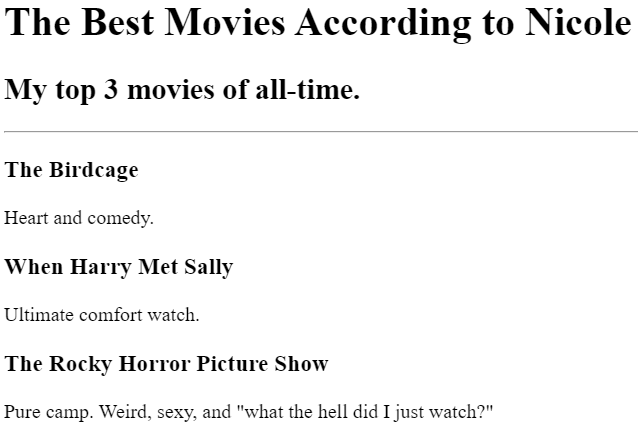 The Best Movies According to Nicole
My top 3 movies of all-time.
The Birdcage
Heart and comedy.
When Harry Met Sally
Ultimate comfort watch.
The Rocky Horror Picture Show
Pure camp. Weird, sexy, and "what the hell did I just watch?"